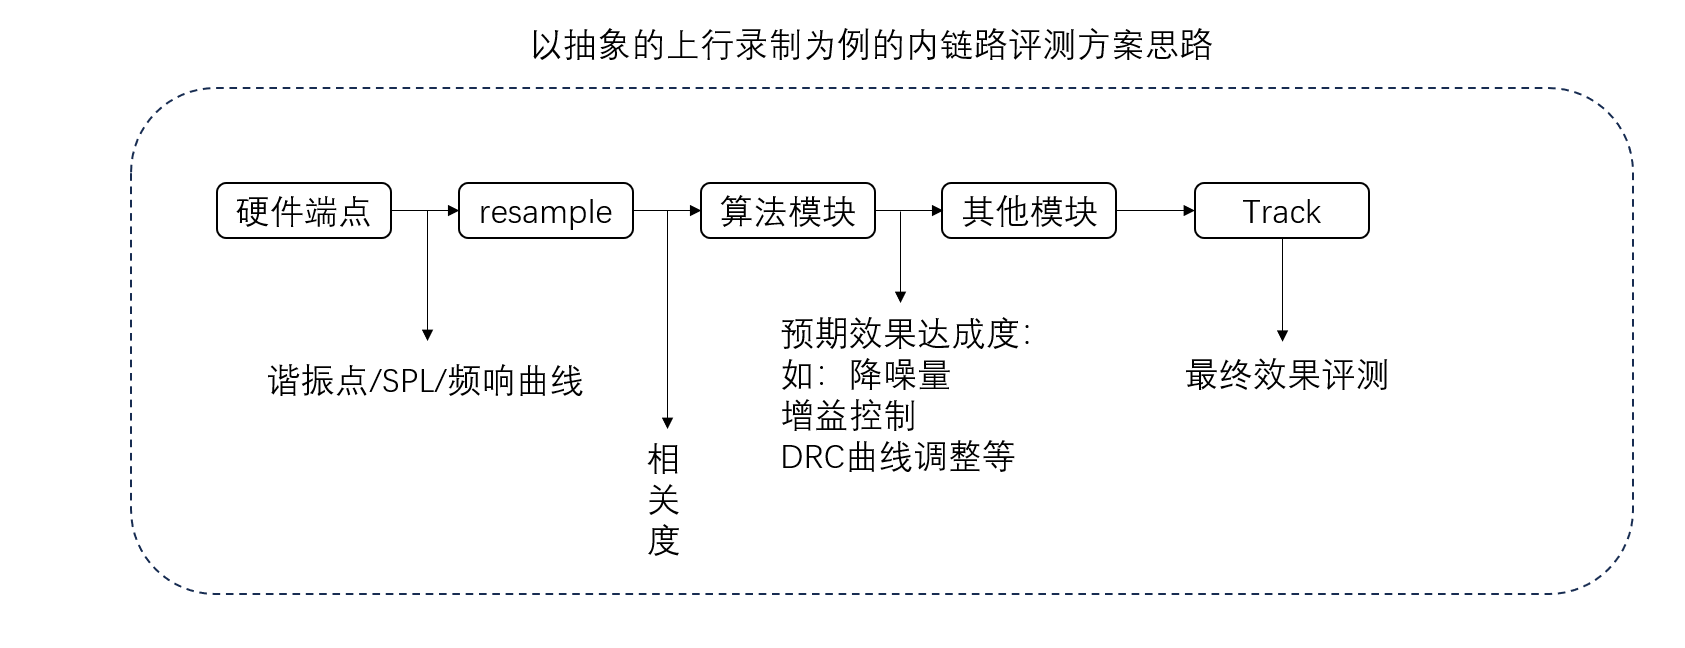 以抽象的上行录制为例的内链路评测方案思路
硬件端点
resample
算法模块
其他模块
Track
谐振点/SPL/频响曲线
相
关
度
预期效果达成度：
如：降噪量
增益控制
DRC曲线调整等
最终效果评测